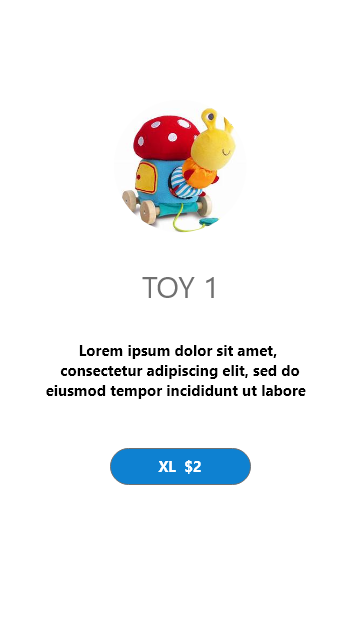 TOY 1
Lorem ipsum dolor sit amet,
consectetur adipiscing elit, sed do
eiusmod tempor incididunt ut labore
XL $2